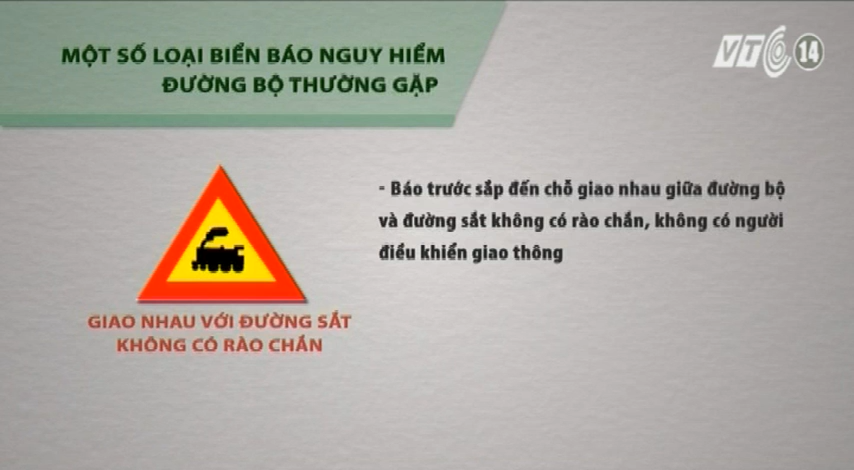 MỘT SỐ LOẠI BIỂN BÁO NGUY HIỂM
ĐƯỜNG BỘ THƯỜNG GẶP
VTC 14
- Báo trước sắp đến chỗ giao nhau giữa đường bộ
và đường sắt không có rào chắn, không có người
điều khiển giao thông
GIAO NHAU VỚI ĐƯỜNG SẮT
KHÔNG CÓ RÀO CHẮN